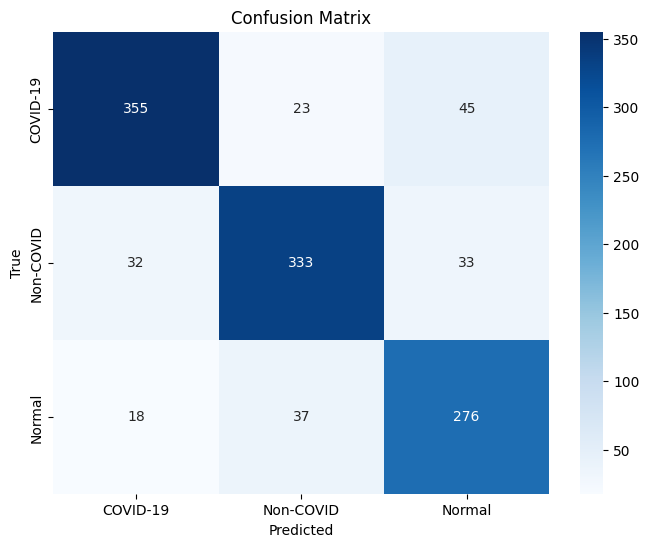 Confusion Matrix
True
COVID-19
355 23 45
Non-COVID
32 333 33
Normal
18 37 276
COVID-19 Non-COVID Normal
Predicted
350
300
250
200
150
100
50